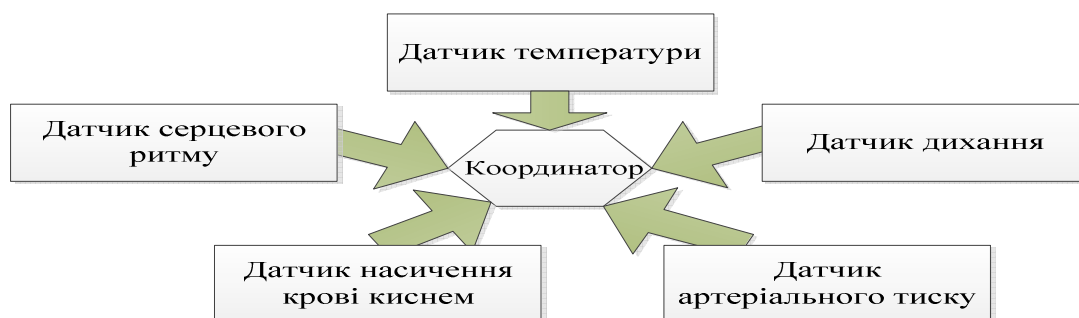 Датчик температури
Датчик серцевого
ритму
Координатор
Датчик дихання
Датчик насичення
крові киснем
Датчик
артеріального тиску